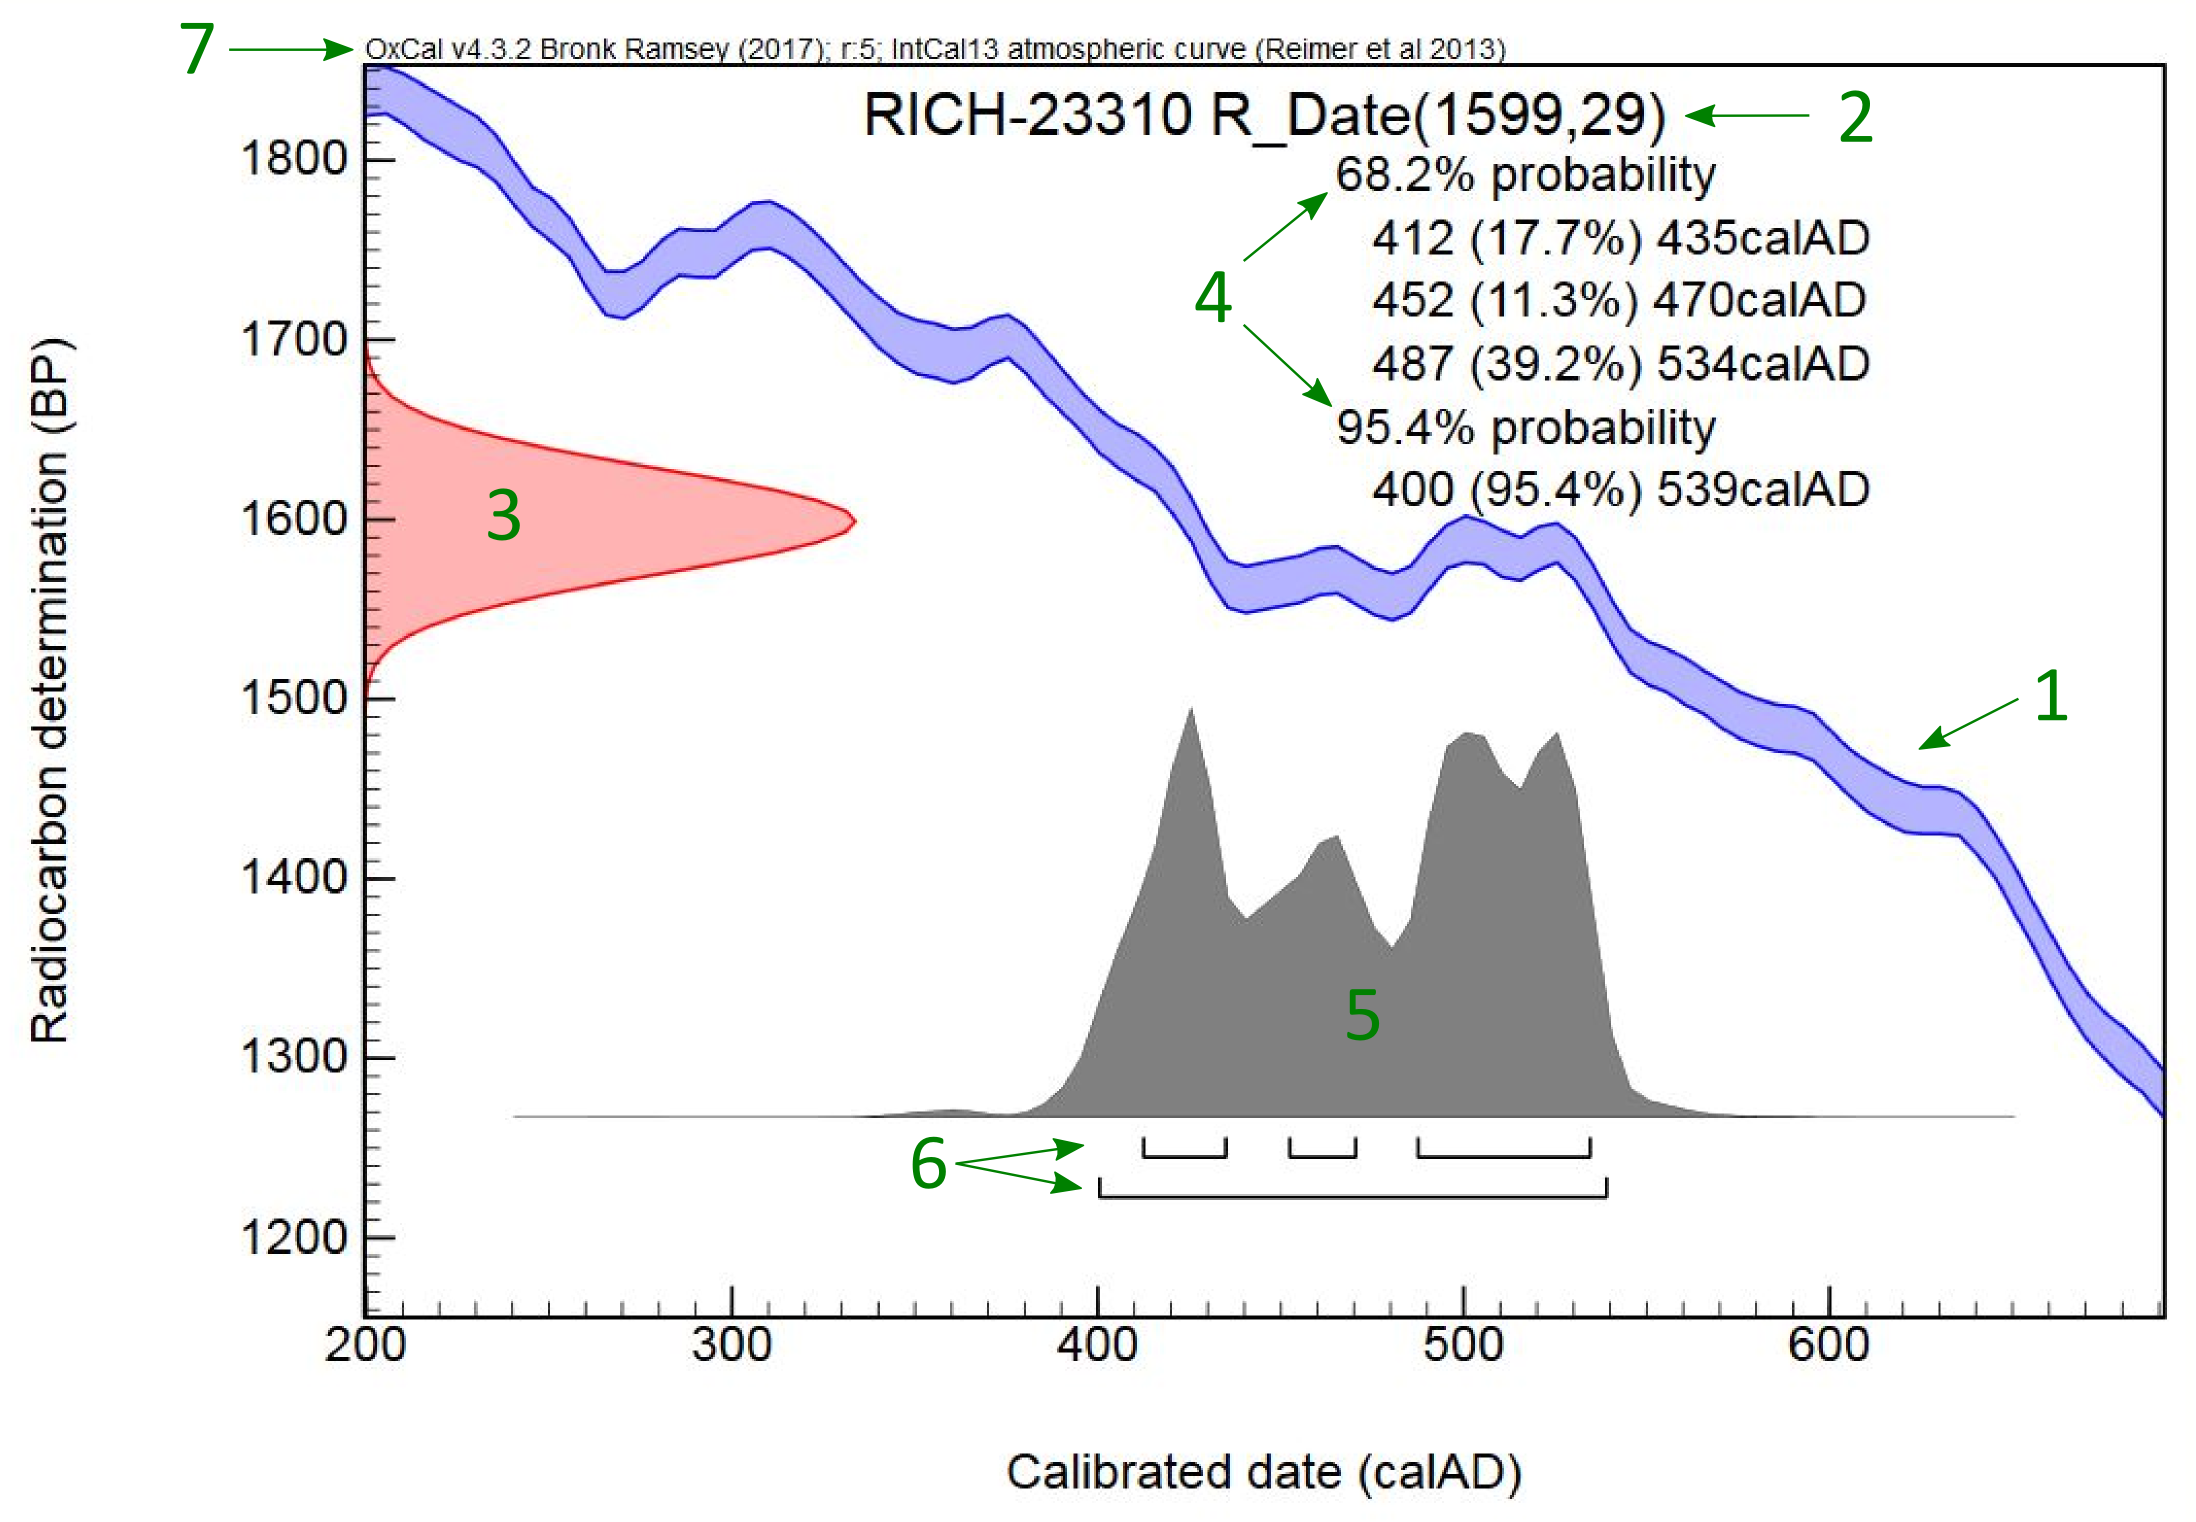 7 OxCal v4.3.2 Bronk Ramsey (2017); r:5; IntCal13 atmospheric curve (Reimer et al 2013)
RICH-23310 R_Date(1599,29) 2
68.2% probability
412 (17.7%) 435calAD
4 452 (11.3%) 470calAD
487 (39.2%) 534calAD
95.4% probability
400 (95.4%) 539calAD
Radiocarbon determination (BP)
1800
1700
1600
1500
1400
1300
1200
3
1
5
6
200 300 400 500 600
Calibrated date (calAD)